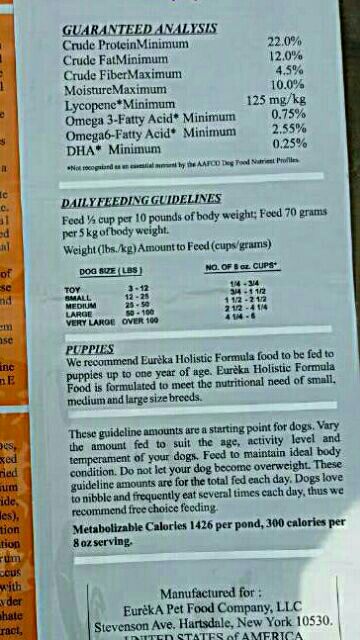 GUARANTEED ANALYSIS
Crude ProteinMinimum 22.0%
Crude FatMinimum 12.0%
Crude FiberMaximum 4.5%
MoistureMaximum 10.0%
Lycopene*Minimum 125 mg/kg
Omega 3-Fatty Acid* Minimum 0.75%
Omega6-Fatty Acid* Minimum 2.55%
DHA* Minimum 0.25%
*Not recognized as an essential nutrient by the AAFCO Dog Food Nutrient Profiles.
DAILY FEEDING GUIDELINES
Feed ⅓ cup per 10 pounds of body weight; Feed 70 grams
per 5 kg of body weight.
Weight (lbs./kg) Amount to Feed (cups/grams)
DOG SIZE (LBS) NO. OF 8 oz. CUPS*
TOY 3 - 12 1/4 - 3/4
SMALL 12 - 25 3/4 - 1 1/2
MEDIUM 25 - 50 1 1/2 - 2 1/2
LARGE 50 - 100 2 1/2 - 4 1/4
VERY LARGE OVER 100 4 1/4 - 6
PUPPIES
We recommend Eurèka Holistic Formula food to be fed to
puppies up to one year of age. Eurèka Holistic Formula
Food is formulated to meet the nutritional need of small,
medium and large size breeds.
These guideline amounts are a starting point for dogs. Vary
the amount fed to suit the age, activity level and
temperament of your dogs. Feed to maintain ideal body
condition. Do not let your dog become overweight. These
guideline amounts are for the total fed each day. Dogs love
to nibble and frequently eat several times each day, thus we
recommend free choice feeding.
Metabolizable Calories 1426 per pond, 300 calories per
8 oz serving.
Manufactured for :
EurèkA Pet Food Company, LLC
Stevenson Ave. Hartsdale, New York 10530.
UNITED STATES of AMERICA